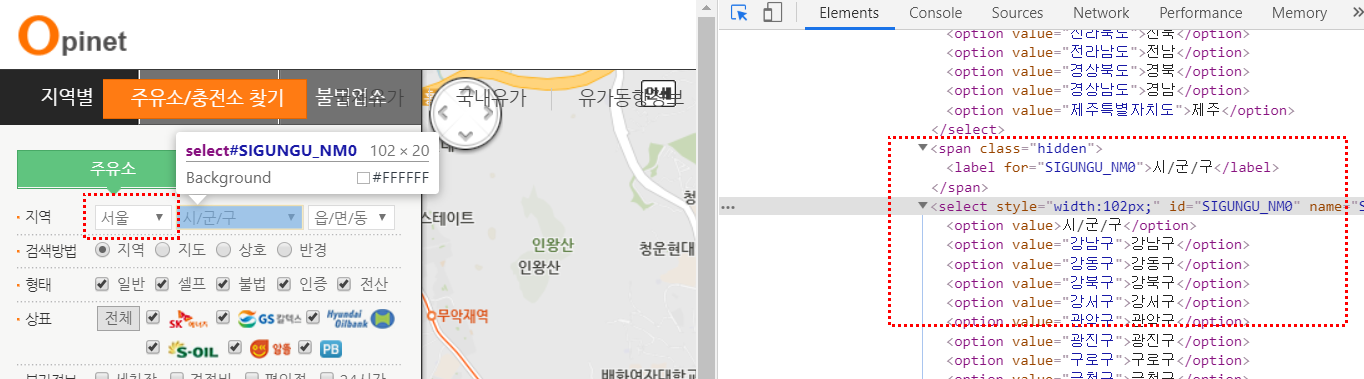 Opinet
지역별 주유소/충전소 찾기 불법업소 국내유가 유가동향정보
안내
select#SIGUNGU_NM0 102 × 20
Background #FFFFFF
주유소
지역 서울 시/군/구 읍/면/동
검색방법 지역 지도 상호 반경
형태 일반 셀프 불법 인증 전산
상표 전체 SK에너지 GS칼텍스 Hyundai Oilbank
S-OIL 알뜰 PB
부가정보 세차장 경정비 편의점 24시간
스테이트
인왕산
인왕산
청운현대
무악재역
배화여자대학교
Elements Console Sources Network Performance Memory »
<option value="전라북도">전북</option>
<option value="전라남도">전남</option>
<option value="경상북도">경북</option>
<option value="경상남도">경남</option>
<option value="제주특별자치도">제주</option>
</select>
▼<span class="hidden">
<label for="SIGUNGU_NM0">시/군/구</label>
</span>
… ▼<select style="width:102px;" id="SIGUNGU_NM0" name="S
<option value>시/군/구</option>
<option value="강남구">강남구</option>
<option value="강동구">강동구</option>
<option value="강북구">강북구</option>
<option value="강서구">강서구</option>
<option value="관악구">관악구</option>
<option value="광진구">광진구</option>
<option value="구로구">구로구</option>
<option value="금천구">금천구</option>